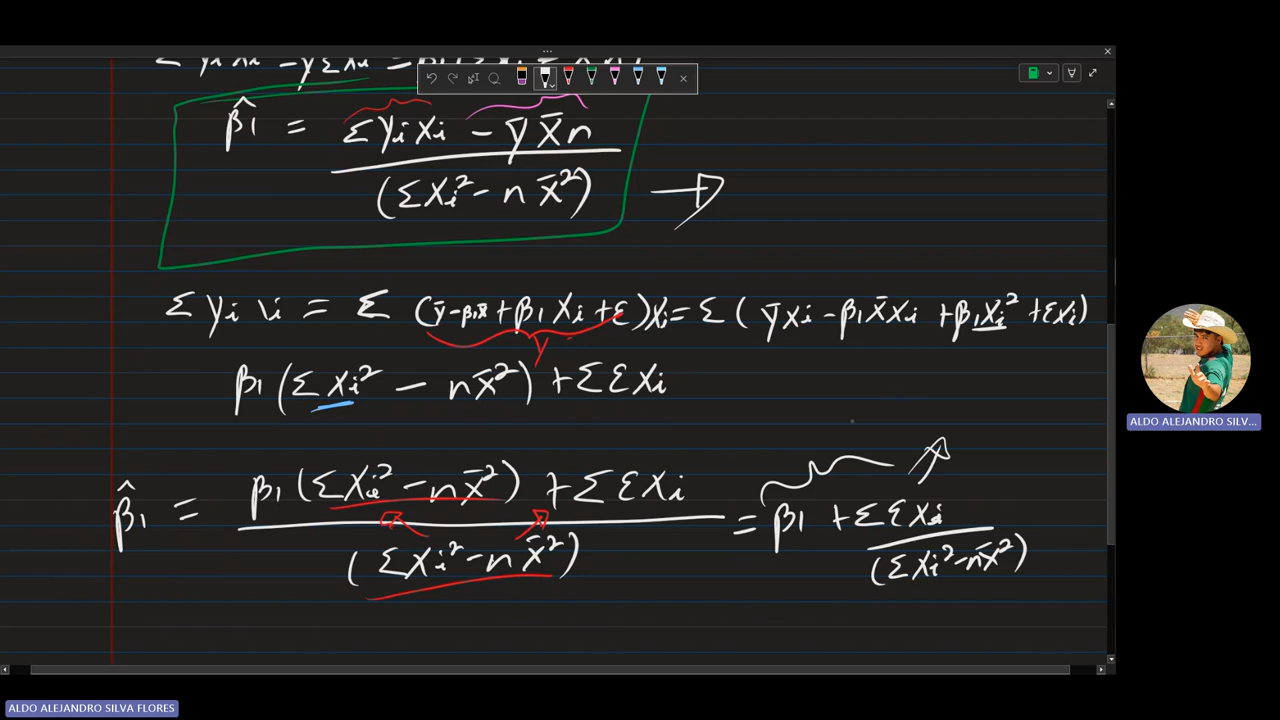 β̂1 = Σyixi − ȳx̄n / (Σxi² − nx̄²)
Σ yi xi = Σ (ȳ−β1x̄ + β1xi + ε)xi = Σ ( ȳxi − β1x̄xi + β1xi² + εxi)
y
β1(Σxi² − nx̄²) + Σεxi
β̂1 = β1(Σxi² − nx̄²) + Σεxi / (Σxi² − nx̄²) = β1 + Σεxi / (Σxi² − nx̄²)
ALDO ALEJANDRO SILV...
ALDO ALEJANDRO SILVA FLORES